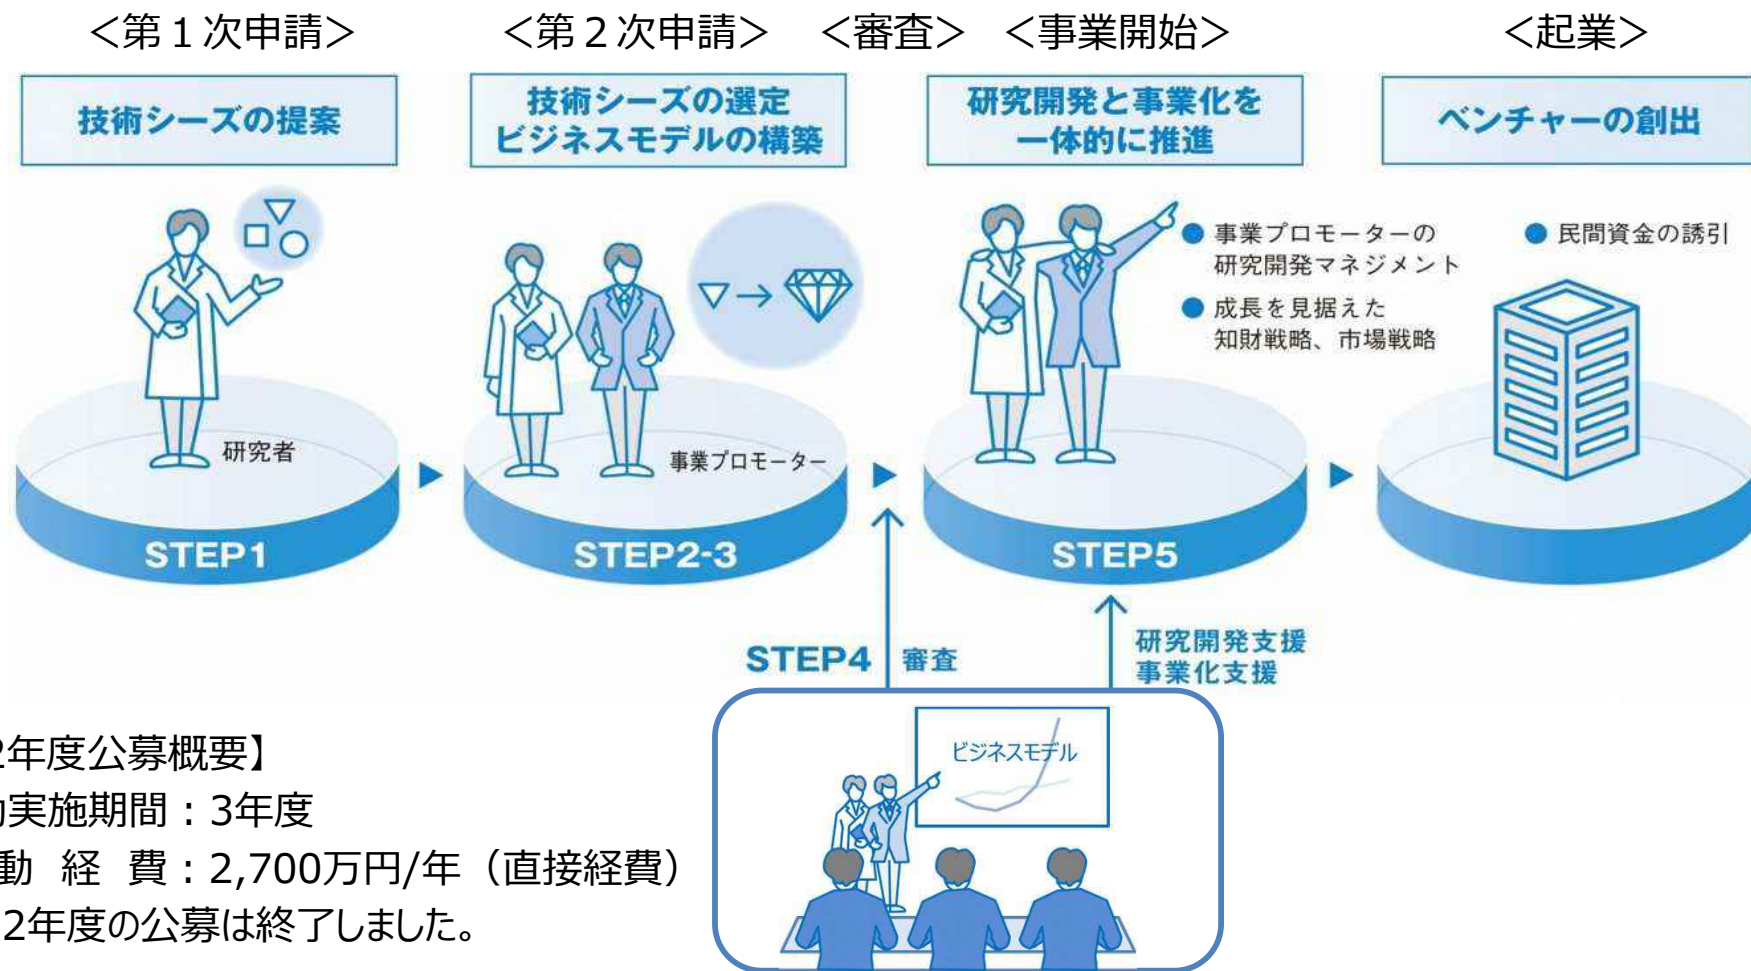 ＜第１次申請＞
＜第２次申請＞
＜審査＞
＜事業開始＞
＜起業＞
技術シーズの提案
技術シーズの選定
ビジネスモデルの構築
研究開発と事業化を
一体的に推進
ベンチャーの創出
研究者
STEP1
事業プロモーター
STEP2-3
● 事業プロモーターの
研究開発マネジメント
● 成長を見据えた
知財戦略、市場戦略
STEP5
● 民間資金の誘引
STEP4
審査
研究開発支援
事業化支援
ビジネスモデル
2年度公募概要】
実施期間：3年度
動 経 費：2,700万円/年（直接経費）
2年度の公募は終了しました。